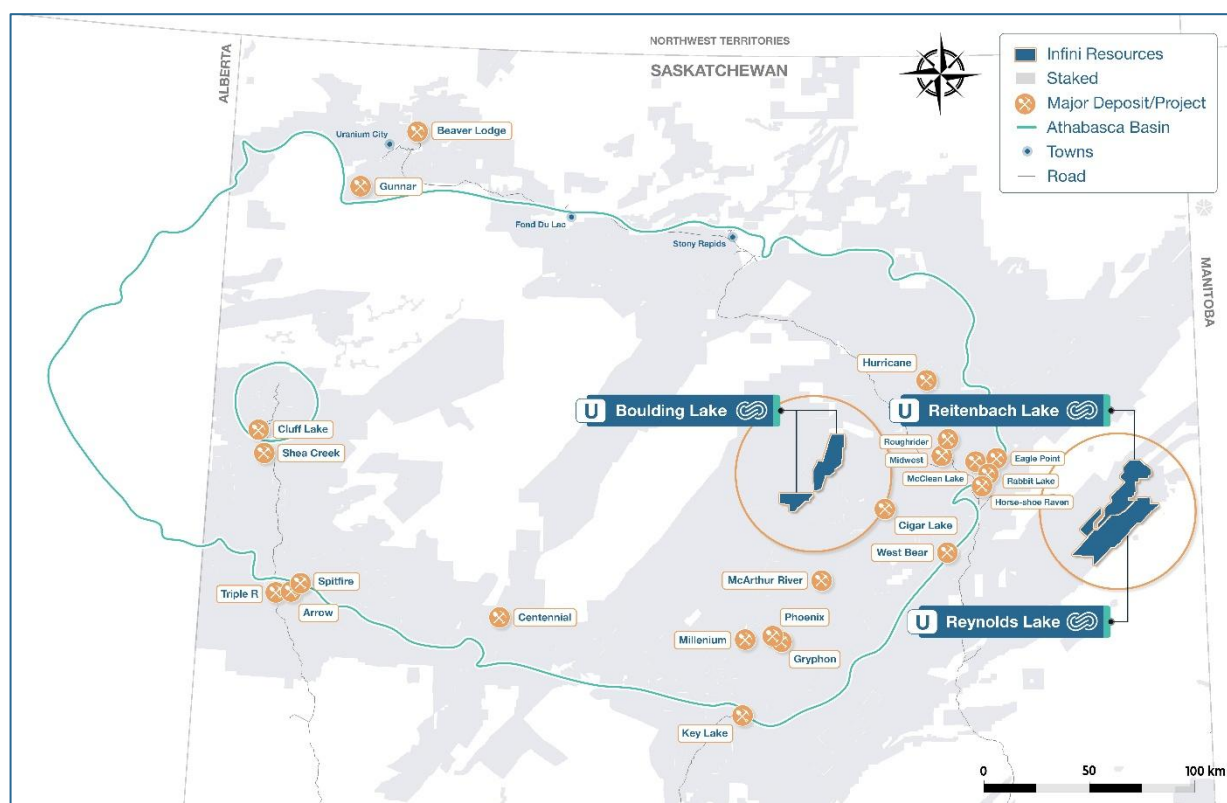 NORTHWEST TERRITORIES
SASKATCHEWAN
ALBERTA
MANITOBA
Infini Resources
Staked
Major Deposit/Project
Athabasca Basin
Towns
Road
Uranium City
Beaver Lodge
Gunnar
Fond Du Lac
Stony Rapids
Hurricane
U Boulding Lake
U Reitenbach Lake
Cluff Lake
Shea Creek
Roughrider
Midwest
Eagle Point
McClean Lake
Rabbit Lake
Horse-shoe Raven
Cigar Lake
West Bear
McArthur River
Spitfire
Triple R
Arrow
Centennial
Phoenix
Millenium
Gryphon
U Reynolds Lake
Key Lake
0 50 100 km